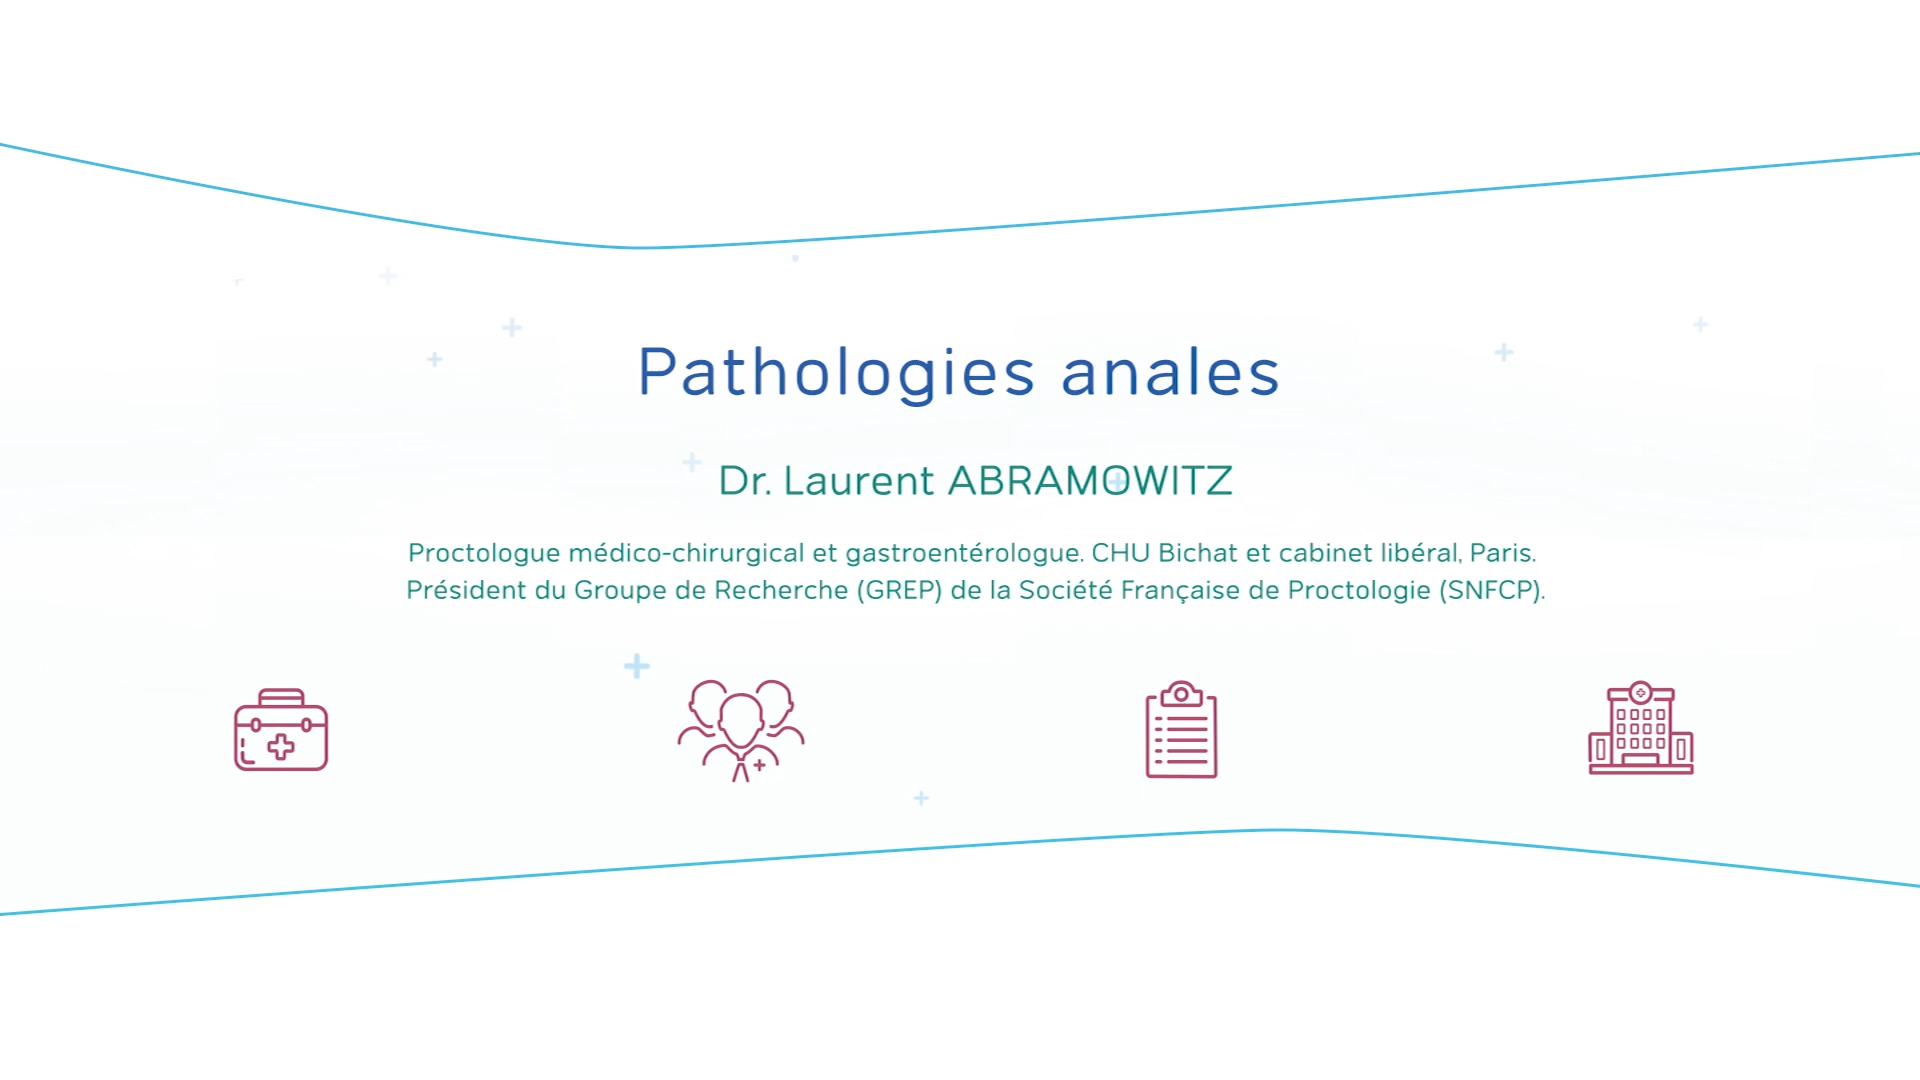 Pathologies anales
Dr. Laurent ABRAMOWITZ
Proctologue médico-chirurgical et gastroentérologue. CHU Bichat et cabinet libéral, Paris.
Président du Groupe de Recherche (GREP) de la Société Française de Proctologie (SNFCP).